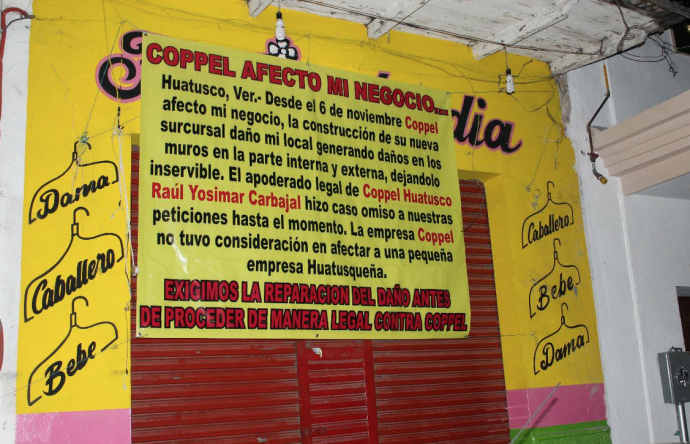 COPPEL AFECTO MI NEGOCIO....
Huatusco, Ver.- Desde el 6 de noviembre Coppel
afecto mi negocio, la construcción de su nueva
surcursal daño mi local generando daños en los
muros en la parte interna y externa, dejandolo
inservible. El apoderado legal de Coppel Huatusco
Raúl Yosimar Carbajal hizo caso omiso a nuestras
peticiones hasta el momento. La empresa Coppel
no tuvo consideración en afectar a una pequeña
empresa Huatusqueña.
EXIGIMOS LA REPARACION DEL DAÑO ANTES
DE PROCEDER DE MANERA LEGAL CONTRA COPPEL
Dama
Caballero
Bebe
Caballero
Bebe
Dama